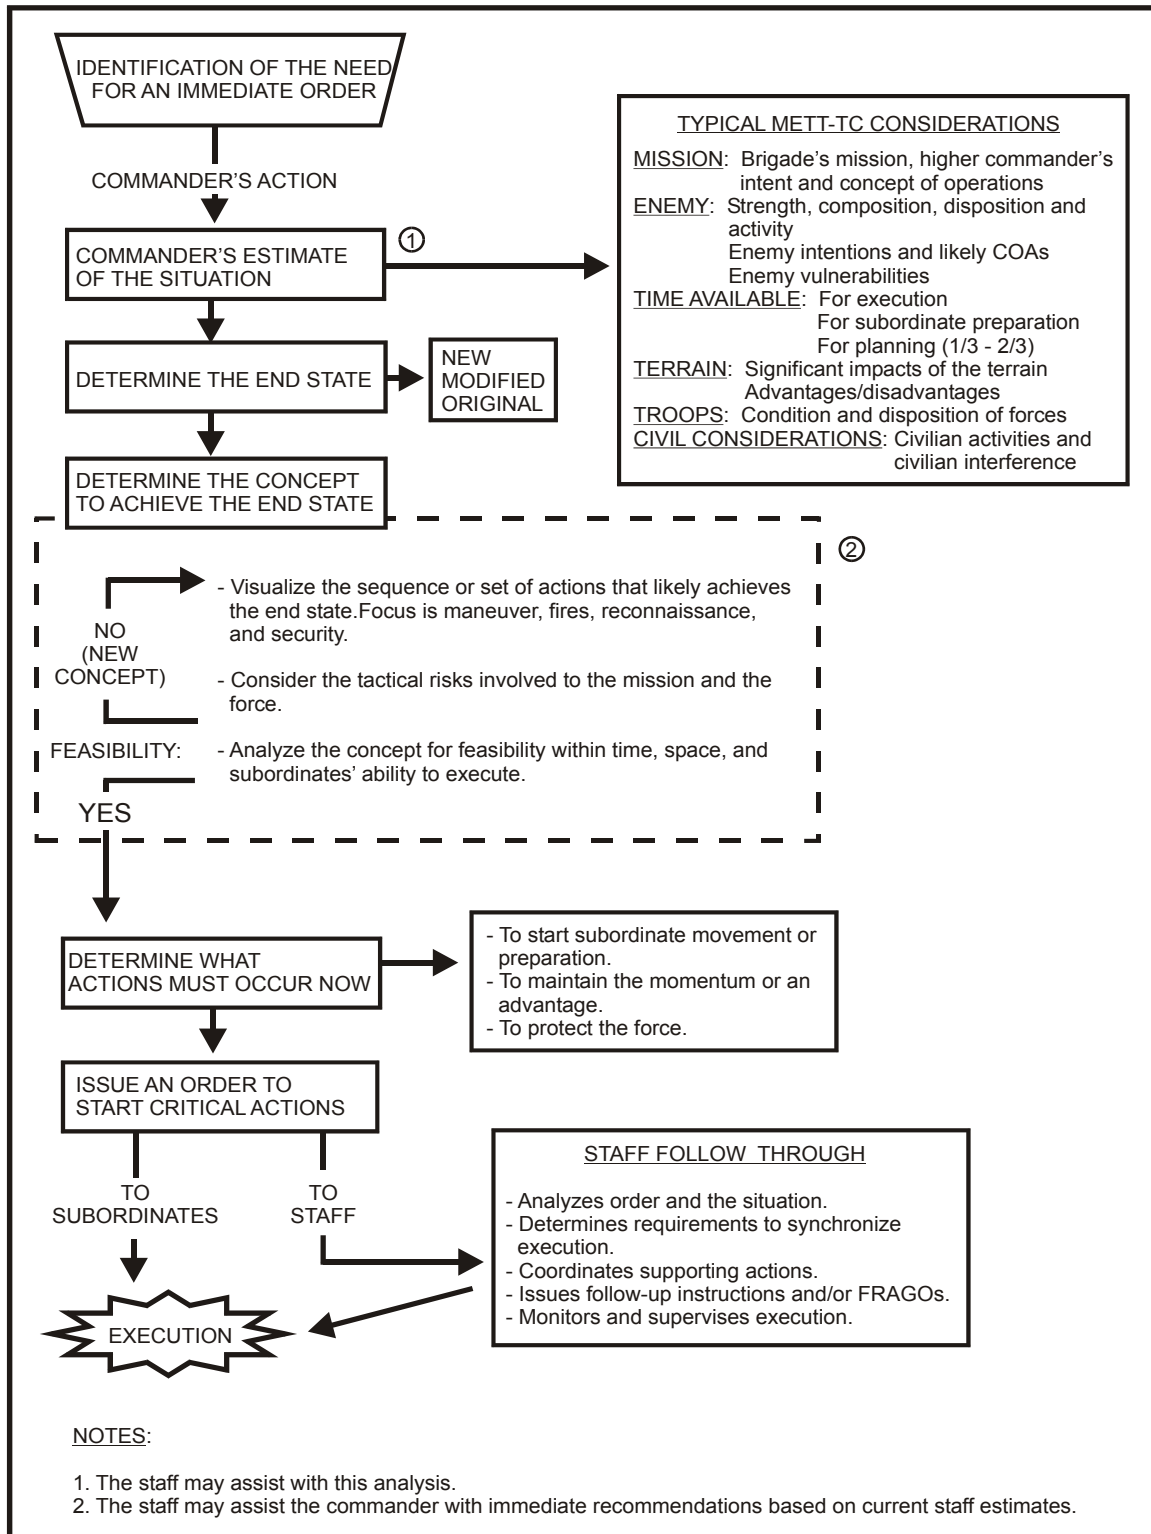 IDENTIFICATION OF THE NEED
FOR AN IMMEDIATE ORDER
COMMANDER'S ACTION
COMMANDER'S ESTIMATE
OF THE SITUATION
1
TYPICAL METT-TC CONSIDERATIONS
MISSION: Brigade's mission, higher commander's
intent and concept of operations
ENEMY: Strength, composition, disposition and
activity
Enemy intentions and likely COAs
Enemy vulnerabilities
TIME AVAILABLE: For execution
For subordinate preparation
For planning (1/3 - 2/3)
TERRAIN: Significant impacts of the terrain
Advantages/disadvantages
TROOPS: Condition and disposition of forces
CIVIL CONSIDERATIONS: Civilian activities and
civilian interference
DETERMINE THE END STATE
NEW
MODIFIED
ORIGINAL
DETERMINE THE CONCEPT
TO ACHIEVE THE END STATE
2
- Visualize the sequence or set of actions that likely achieves
the end state.Focus is maneuver, fires, reconnaissance,
and security.
NO
(NEW
CONCEPT)
- Consider the tactical risks involved to the mission and the
force.
FEASIBILITY:
- Analyze the concept for feasibility within time, space, and
subordinates' ability to execute.
YES
DETERMINE WHAT
ACTIONS MUST OCCUR NOW
- To start subordinate movement or
preparation.
- To maintain the momentum or an
advantage.
- To protect the force.
ISSUE AN ORDER TO
START CRITICAL ACTIONS
TO
SUBORDINATES
TO
STAFF
STAFF FOLLOW THROUGH
- Analyzes order and the situation.
- Determines requirements to synchronize
execution.
- Coordinates supporting actions.
- Issues follow-up instructions and/or FRAGOs.
- Monitors and supervises execution.
EXECUTION
NOTES:
1. The staff may assist with this analysis.
2. The staff may assist the commander with immediate recommendations based on current staff estimates.